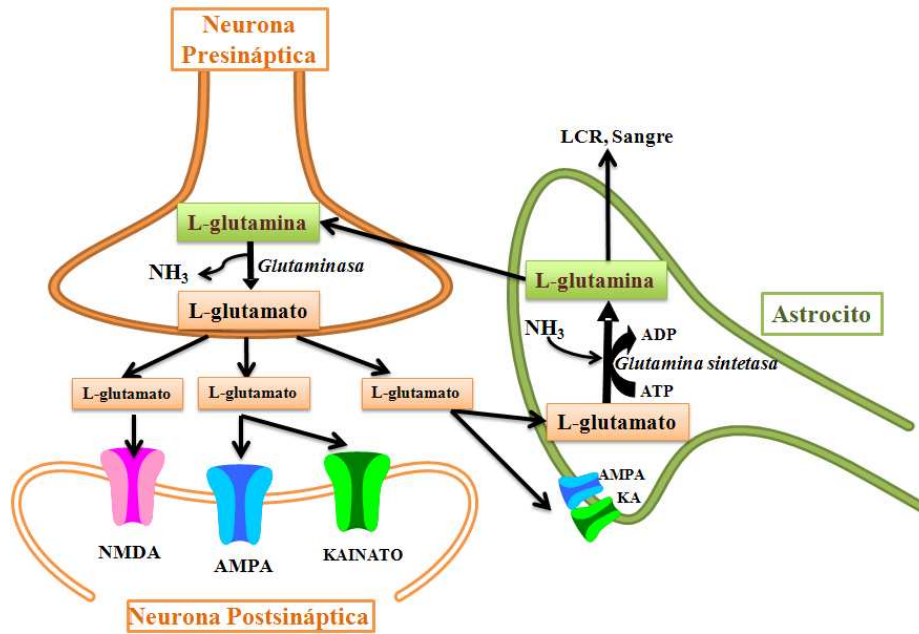 Neurona
Presináptica
LCR, Sangre
L-glutamina
NH3
Glutaminasa
L-glutamato
L-glutamina
Astrocito
NH3
ADP
Glutamina sintetasa
ATP
L-glutamato
L-glutamato
L-glutamato
L-glutamato
AMPA
KA
NMDA
AMPA
KAINATO
Neurona Postsináptica